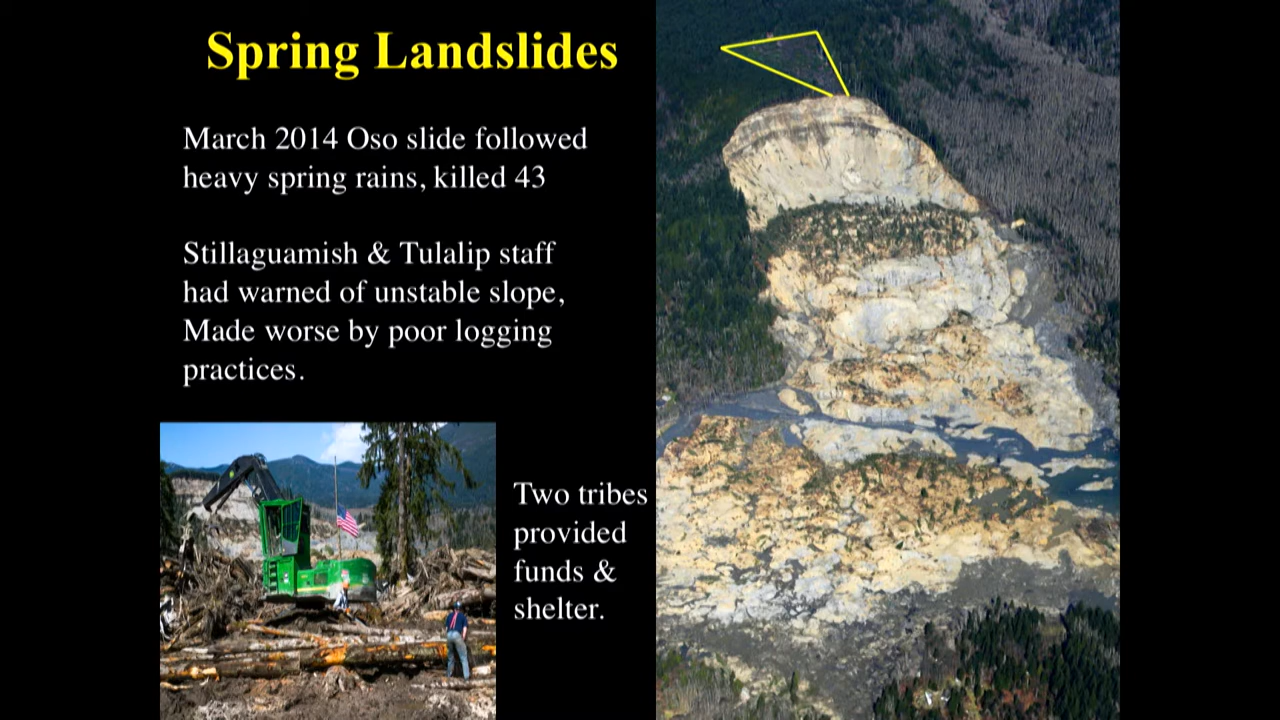 Spring Landslides
March 2014 Oso slide followed
heavy spring rains, killed 43
Stillaguamish & Tulalip staff
had warned of unstable slope,
Made worse by poor logging
practices.
Two tribes
provided
funds &
shelter.